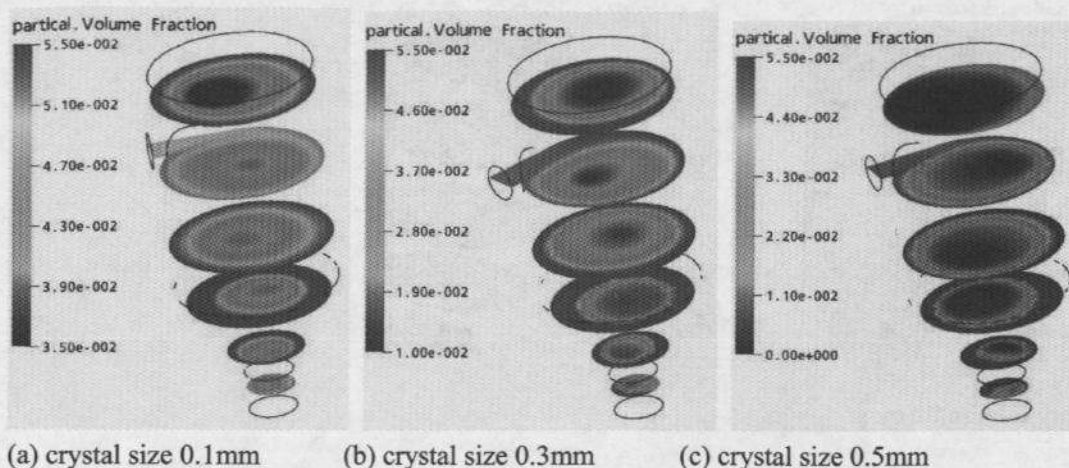 partical.Volume Fraction
5.50e-002
5.10e-002
4.70e-002
4.30e-002
3.90e-002
3.50e-002
partical.Volume Fraction
5.50e-002
4.60e-002
3.70e-002
2.80e-002
1.90e-002
1.00e-002
partical.Volume Fraction
5.50e-002
4.40e-002
3.30e-002
2.20e-002
1.10e-002
0.00e+000
(a) crystal size 0.1mm
(b) crystal size 0.3mm
(c) crystal size 0.5mm